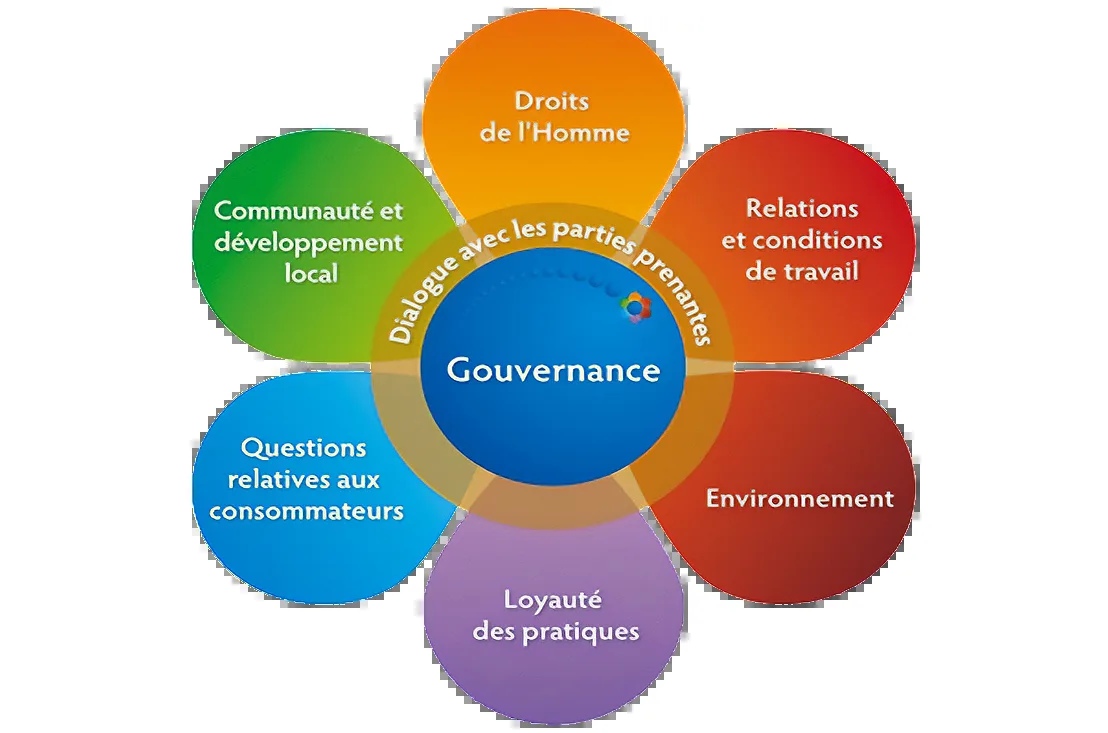 Droits
de l'Homme
Relations
et conditions
de travail
Environnement
Loyauté
des pratiques
Questions
relatives aux
consommateurs
Communauté et
développement
local
Dialogue avec les parties prenantes
Gouvernance